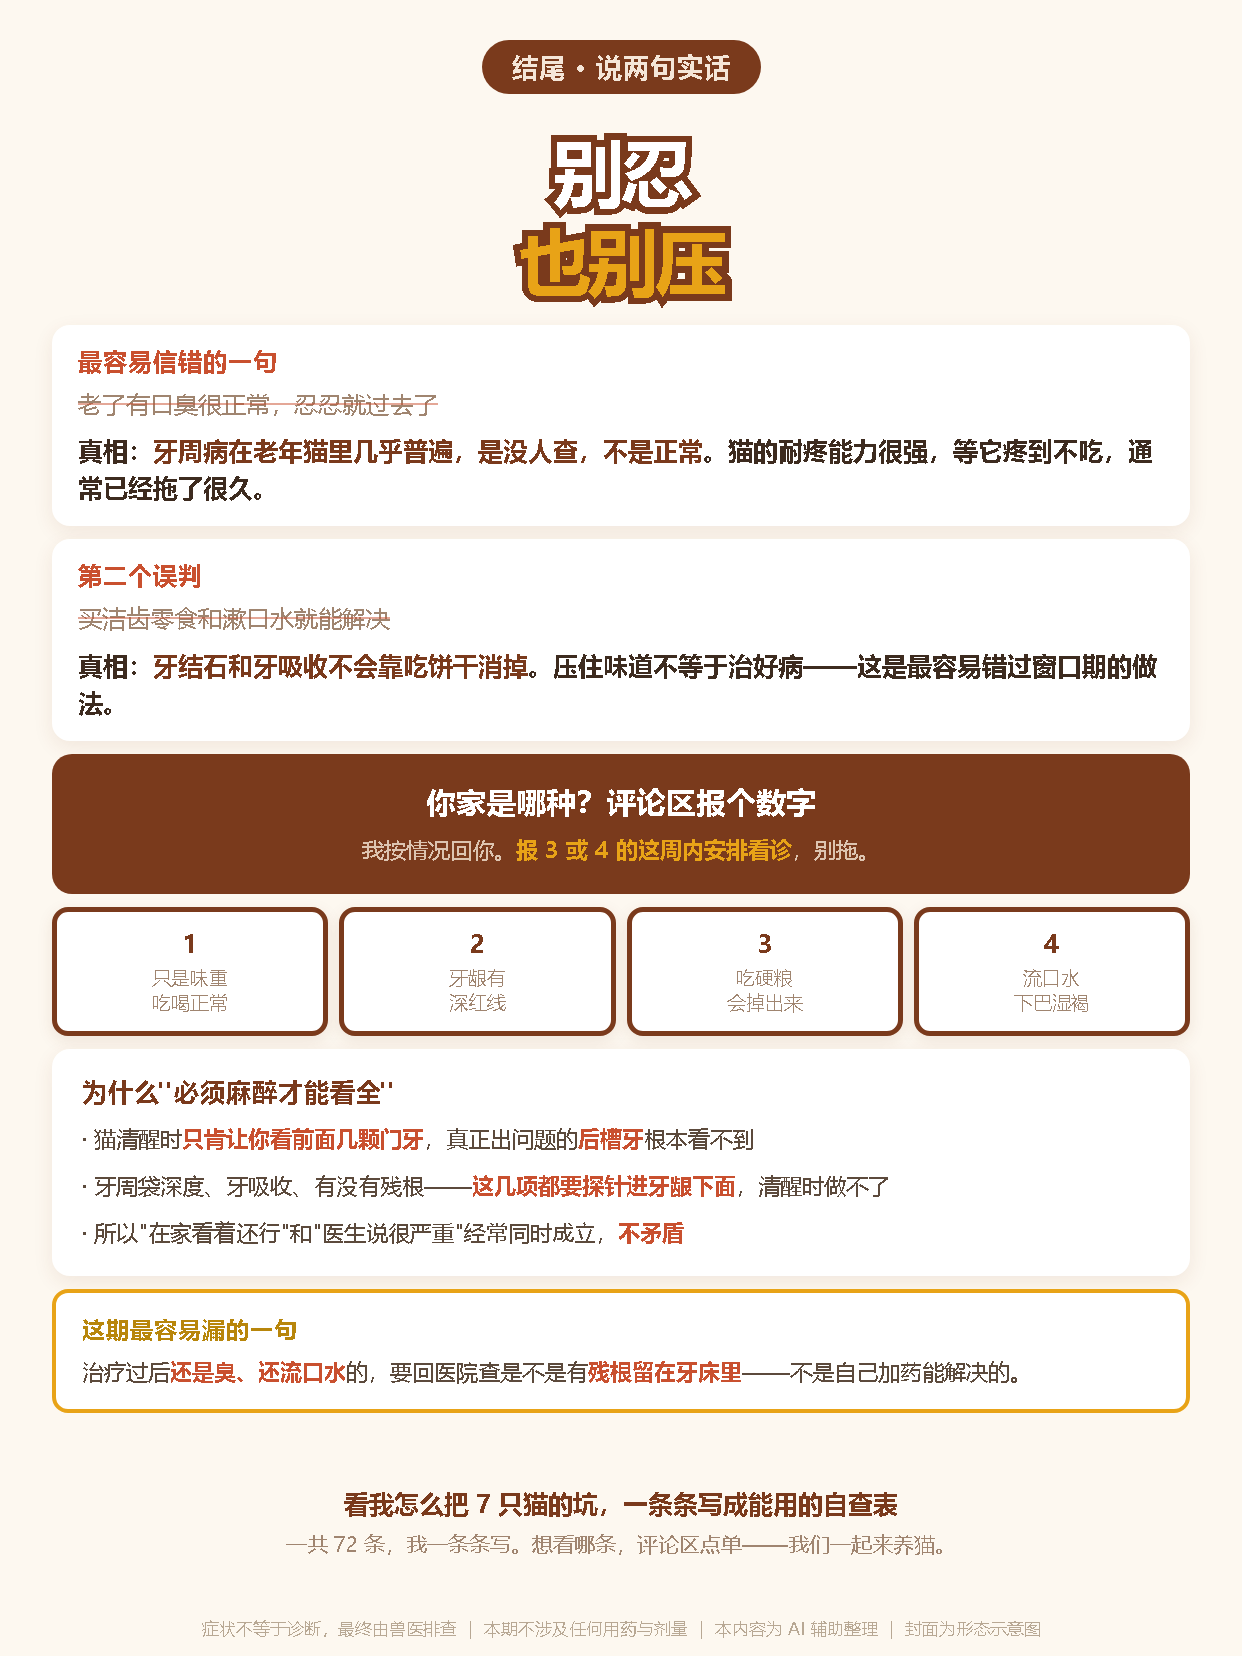 结尾·说两句实话
别忍
也别压
最容易信错的一句
老了有口臭很正常，忍忍就过去了
真相：牙周病在老年猫里几乎普遍，是没人查，不是正常。猫的耐疼能力很强，等它疼到不吃，通
常已经拖了很久。
第二个误判
买洁齿零食和漱口水就能解决
真相：牙结石和牙吸收不会靠吃饼干消掉。压住味道不等于治好病——这是最容易错过窗口期的做
法。
你家是哪种？评论区报个数字
我按情况回你。报 3 或 4 的这周内安排看诊，别拖。
1
只是味重
吃喝正常
2
牙龈有
深红线
3
吃硬粮
会掉出来
4
流口水
下巴湿褐
为什么''必须麻醉才能看全''
· 猫清醒时只肯让你看前面几颗门牙，真正出问题的后槽牙根本看不到
· 牙周袋深度、牙吸收、有没有残根——这几项都要探针进牙龈下面，清醒时做不了
· 所以"在家看着还行"和"医生说很严重"经常同时成立，不矛盾
这期最容易漏的一句
治疗过后还是臭、还流口水的，要回医院查是不是有残根留在牙床里——不是自己加药能解决的。
看我怎么把 7 只猫的坑，一条条写成能用的自查表
一共 72 条，我一条条写。想看哪条，评论区点单——我们一起来养猫。
症状不等于诊断，最终由兽医排查 ｜ 本期不涉及任何用药与剂量 ｜ 本内容为 AI 辅助整理 ｜ 封面为形态示意图